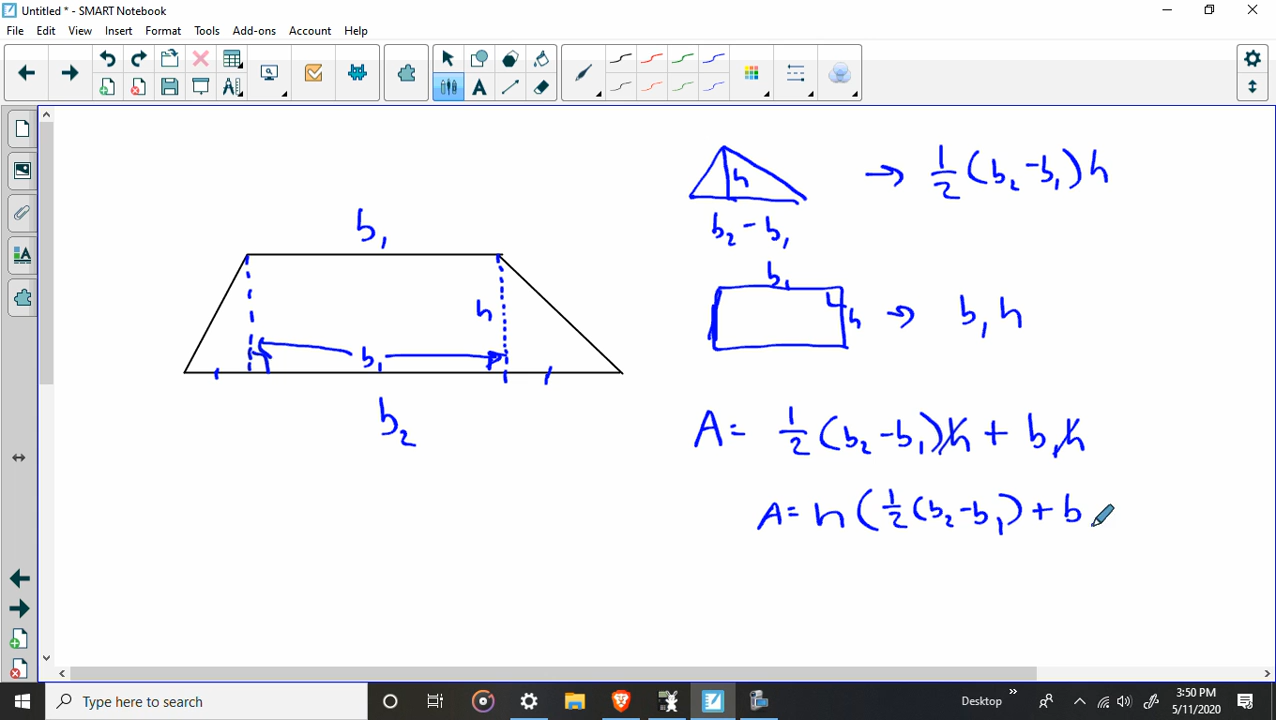 Untitled * - SMART Notebook
File Edit View Insert Format Tools Add-ons Account Help
b₁
h
b₁
b₂
h
b₂ - b₁
→ 1/2 (b₂ - b₁) h
b₁
h
→ b₁ h
A = 1/2 (b₂ - b₁) h + b₁ h
A = h ( 1/2 (b₂ - b₁) + b
Type here to search
Desktop
3:50 PM
5/11/2020